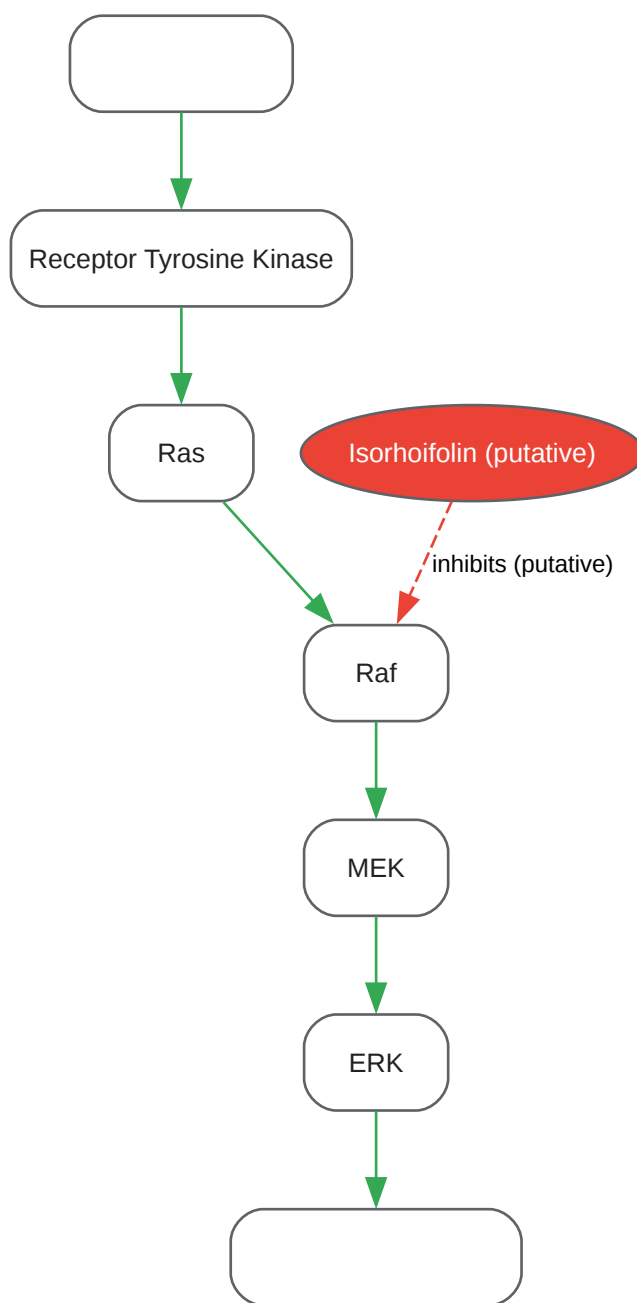 Receptor Tyrosine Kinase
Ras
Isorhoifolin (putative)
inhibits (putative)
Raf
MEK
ERK